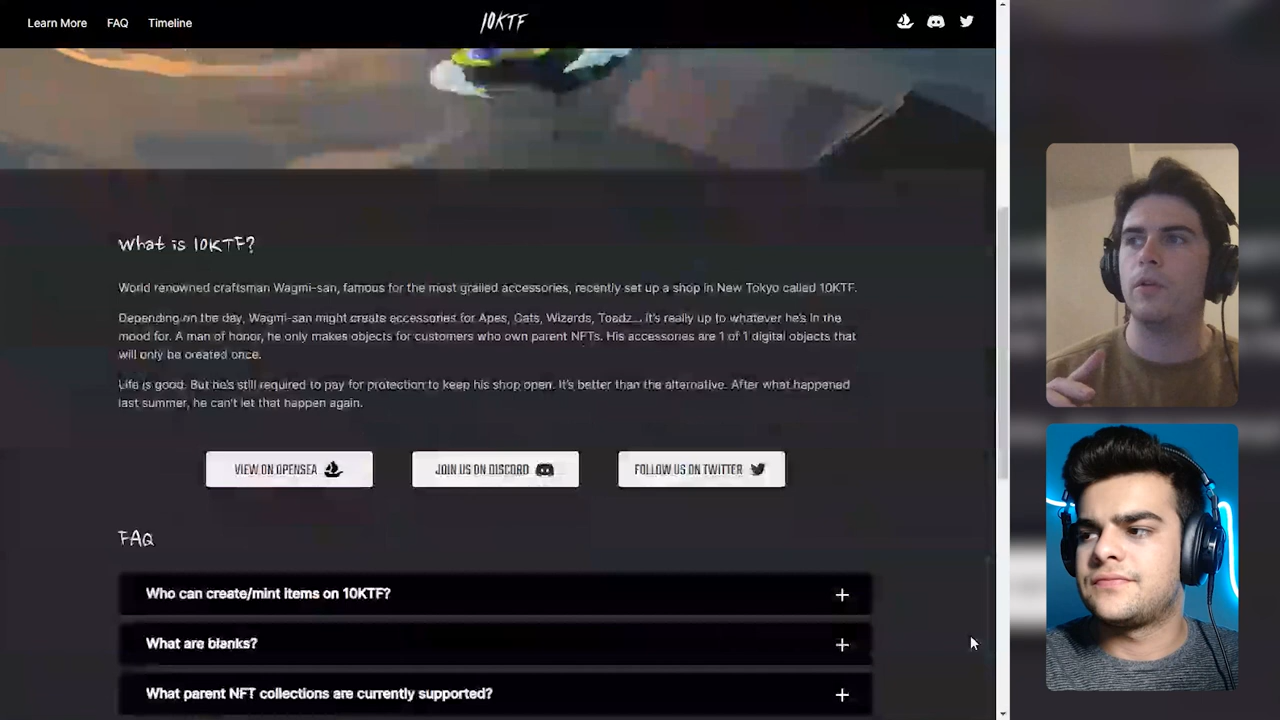 Learn More FAQ Timeline 10KTF
What is 10KTF?
World renowned craftsman Wagmi-san, famous for the most grailed accessories, recently set up a shop in New Tokyo called 10KTF.
Depending on the day, Wagmi-san might create accessories for Apes, Cats, Wizards, Toadz... It's really up to whatever he's in the
mood for. A man of honor, he only makes objects for customers who own parent NFTs. His accessories are 1 of 1 digital objects that
will only be created once.
Life is good. But he's still required to pay for protection to keep his shop open. It's better than the alternative. After what happened
last summer, he can't let that happen again.
VIEW ON OPENSEA JOIN US ON DISCORD FOLLOW US ON TWITTER
FAQ
Who can create/mint items on 10KTF?
What are blanks?
What parent NFT collections are currently supported?